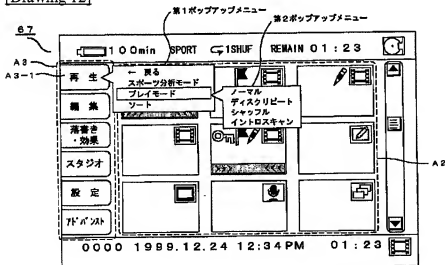 [Drawing 12]
第1ポップアップメニュー
第2ポップアップメニュー
67
100min SPORT 1SHUF REMAIN 01:23
A3
A3-1
再生
← 戻る
スポーツ分析モード
プレイモード
ソート
ノーマル
ディスクリピート
シャッフル
イントロスキャン
編集
落書き
・効果
スタジオ
設定
ｱﾄﾞﾊﾞﾝｽﾄ
A2
0000 1999.12.24 12:34PM 01:23